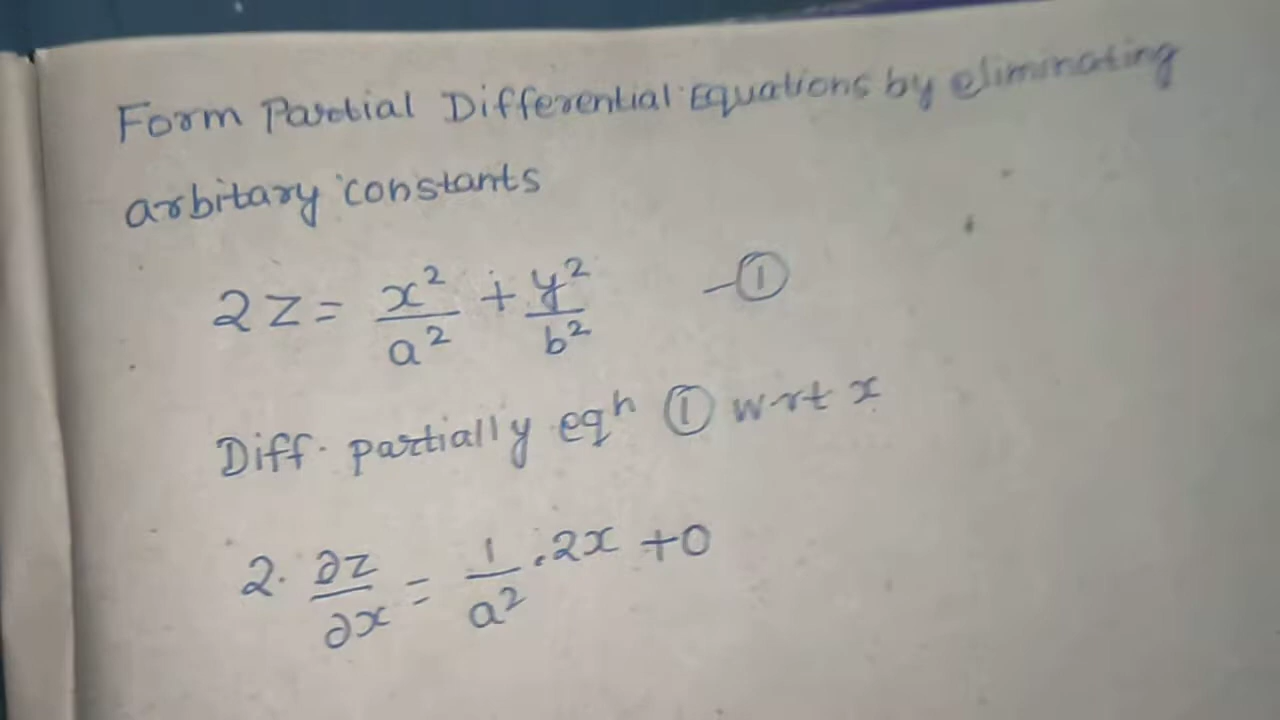 Form Partial Differential Equations by eliminating
arbitary constants
2z = x²/a² + y²/b² -①
Diff. partially eqⁿ ① w.rt x
2. ∂z/∂x = 1/a² .2x + 0